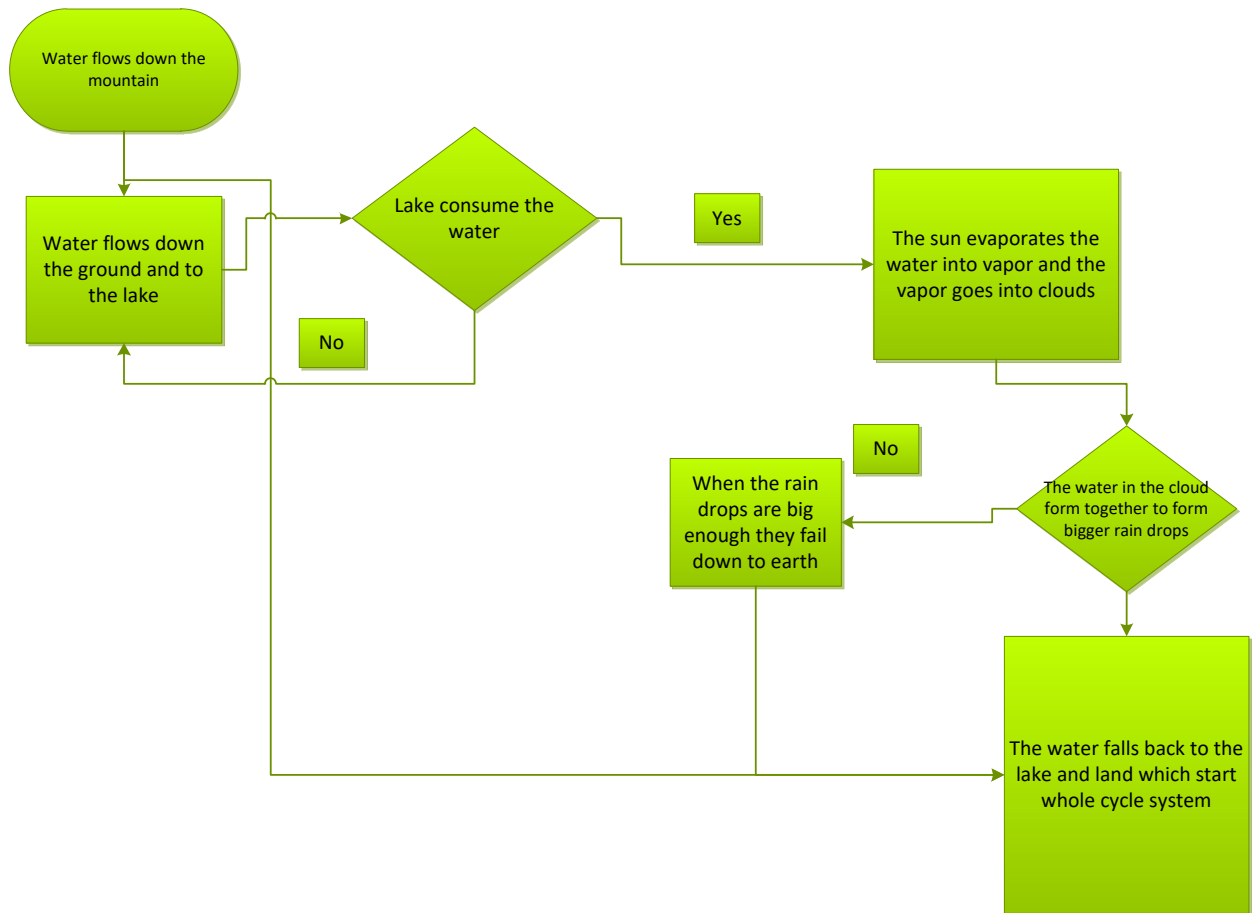 Water flows down the
mountain
Water flows down
the ground and to
the lake
Lake consume the
water
Yes
No
The sun evaporates the
water into vapor and the
vapor goes into clouds
The water in the cloud
form together to form
bigger rain drops
No
When the rain
drops are big
enough they fail
down to earth
The water falls back to the
lake and land which start
whole cycle system